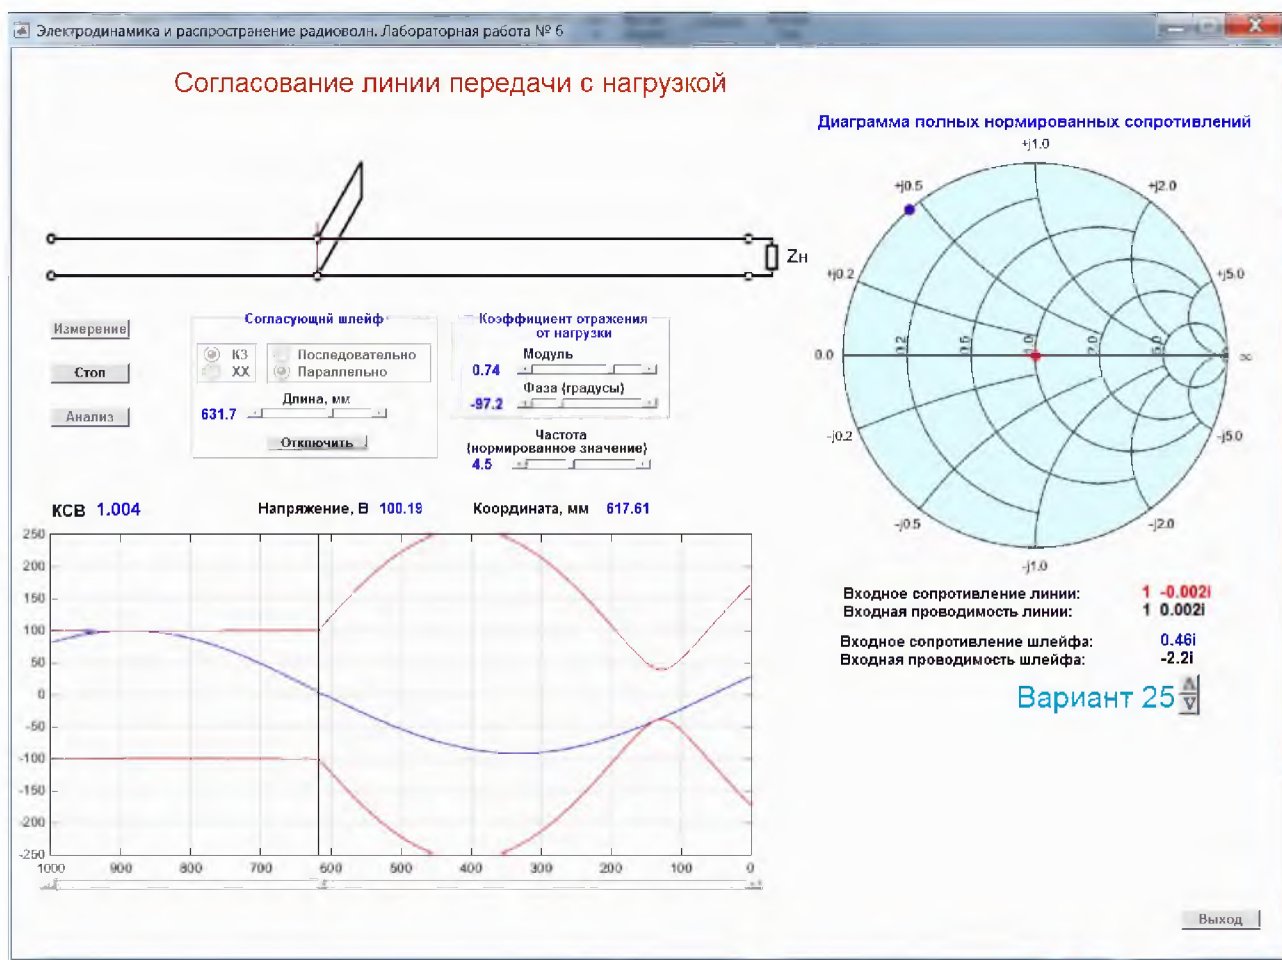 Электродинамика и распространение радиоволн. Лабораторная работа № 6
Согласование линии передачи с нагрузкой
Zн
Измерение
Стоп
Анализ
Согласующий шлейф
КЗ
ХХ
Последовательно
Параллельно
Длина, мм
631.7
Отключить
Коэффициент отражения
от нагрузки
Модуль
0.74
Фаза (градусы)
-97.2
Частота
(нормированное значение)
4.5
КСВ 1.004 Напряжение, В 100.19 Координата, мм 617.61
250
200
150
100
50
0
-50
-100
-150
-200
-250
1000 900 800 700 600 500 400 300 200 100 0
Диаграмма полных нормированных сопротивлений
+j1.0
+j0.5 +j2.0
+j0.2 +j5.0
0.0 0.2 0.5 1.0 2.0 5.0 ∞
-j0.2 -j5.0
-j0.5 -j2.0
-j1.0
Входное сопротивление линии: 1 -0.002i
Входная проводимость линии: 1 0.002i
Входное сопротивление шлейфа: 0.46i
Входная проводимость шлейфа: -2.2i
Вариант 25
Выход